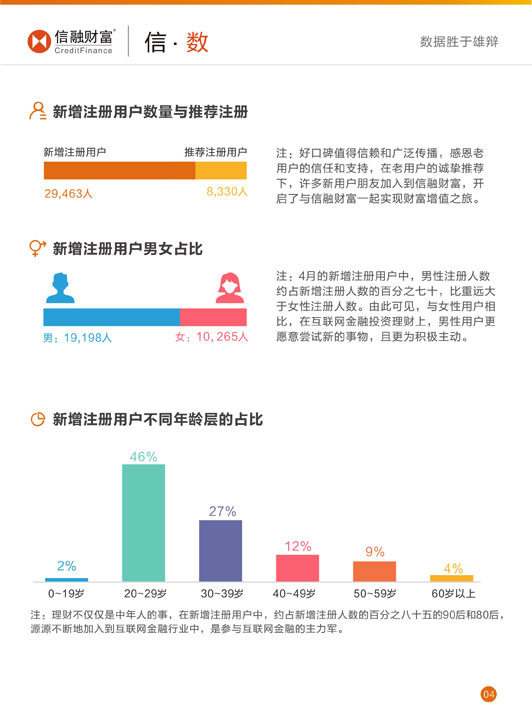 信融财富®
CreditFinance
信·数
数据胜于雄辩
新增注册用户数量与推荐注册
新增注册用户
推荐注册用户
29,463人
8,330人
注：好口碑值得信赖和广泛传播，感恩老
用户的信任和支持，在老用户的诚挚推荐
下，许多新用户朋友加入到信融财富，开
启了与信融财富一起实现财富增值之旅。
新增注册用户男女占比
男：19,198人
女：10,265人
注：4月的新增注册用户中，男性注册人数
约占新增注册人数的百分之七十，比重远大
于女性注册人数。由此可见，与女性用户相
比，在互联网金融投资理财上，男性用户更
愿意尝试新的事物，且更为积极主动。
新增注册用户不同年龄层的占比
2%
46%
27%
12%
9%
4%
0~19岁
20~29岁
30~39岁
40~49岁
50~59岁
60岁以上
注：理财不仅仅是中年人的事，在新增注册用户中，约占新增注册人数的百分之八十五的90后和80后，
源源不断地加入到互联网金融行业中，是参与互联网金融的主力军。
04